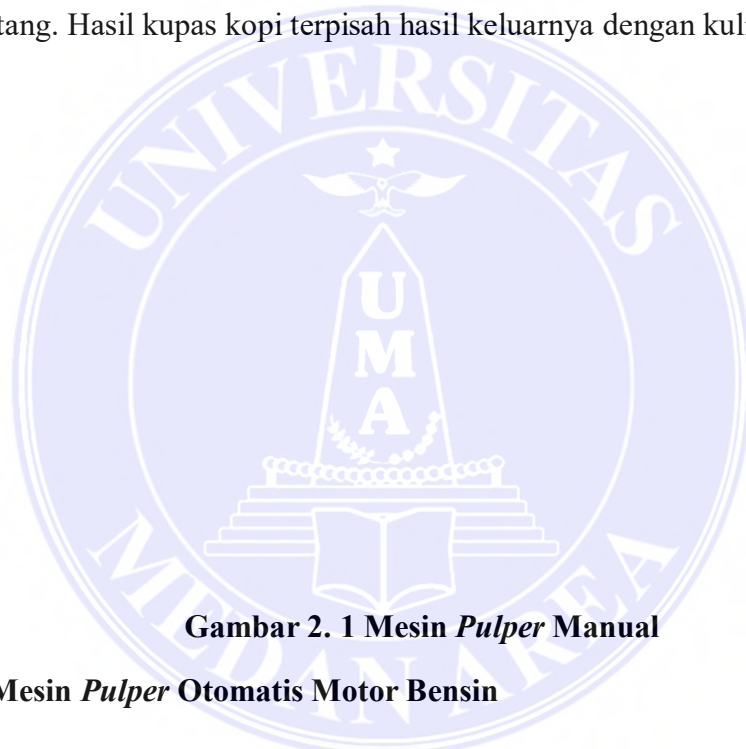 tang. Hasil kupas kopi terpisah hasil keluarnya dengan
UNIVERSITAS
UMA
MEDAN AREA
Gambar 2. 1 Mesin Pulper Manual
Mesin Pulper Otomatis Motor Bensin